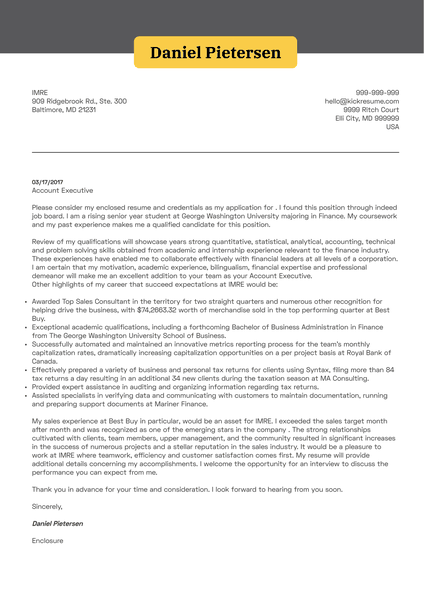 Daniel Pietersen
IMRE
909 Ridgebrook Rd., Ste. 300
Baltimore, MD 21231
999-999-999
hello@kickresume.com
9999 Ritch Court
Elli City, MD 999999
USA
03/17/2017
Account Executive
Please consider my enclosed resume and credentials as my application for . I found this position through indeed
job board. I am a rising senior year student at George Washington University majoring in Finance. My coursework
and my past experience makes me a qualified candidate for this position.
Review of my qualifications will showcase years strong quantitative, statistical, analytical, accounting, technical
and problem solving skills obtained from academic and internship experience relevant to the finance industry.
These experiences have enabled me to collaborate effectively with financial leaders at all levels of a corporation.
I am certain that my motivation, academic experience, bilingualism, financial expertise and professional
demeanor will make me an excellent addition to your team as your Account Executive.
Other highlights of my career that succeed expectations at IMRE would be:
• Awarded Top Sales Consultant in the territory for two straight quarters and numerous other recognition for
helping drive the business, with $74,2663.32 worth of merchandise sold in the top performing quarter at Best
Buy.
• Exceptional academic qualifications, including a forthcoming Bachelor of Business Administration in Finance
from The George Washington University School of Business.
• Successfully automated and maintained an innovative metrics reporting process for the team's monthly
capitalization rates, dramatically increasing capitalization opportunities on a per project basis at Royal Bank of
Canada.
• Effectively prepared a variety of business and personal tax returns for clients using Syntax, filing more than 84
tax returns a day resulting in an additional 34 new clients during the taxation season at MA Consulting.
• Provided expert assistance in auditing and organizing information regarding tax returns.
• Assisted specialists in verifying data and communicating with customers to maintain documentation, running
and preparing support documents at Mariner Finance.
My sales experience at Best Buy in particular, would be an asset for IMRE. I exceeded the sales target month
after month and was recognized as one of the emerging stars in the company . The strong relationships
cultivated with clients, team members, upper management, and the community resulted in significant increases
in the success of numerous projects and a stellar reputation in the sales industry. It would be a pleasure to
work at IMRE where teamwork, efficiency and customer satisfaction comes first. My resume will provide
additional details concerning my accomplishments. I welcome the opportunity for an interview to discuss the
performance you can expect from me.
Thank you in advance for your time and consideration. I look forward to hearing from you soon.
Sincerely,
Daniel Pietersen
Enclosure